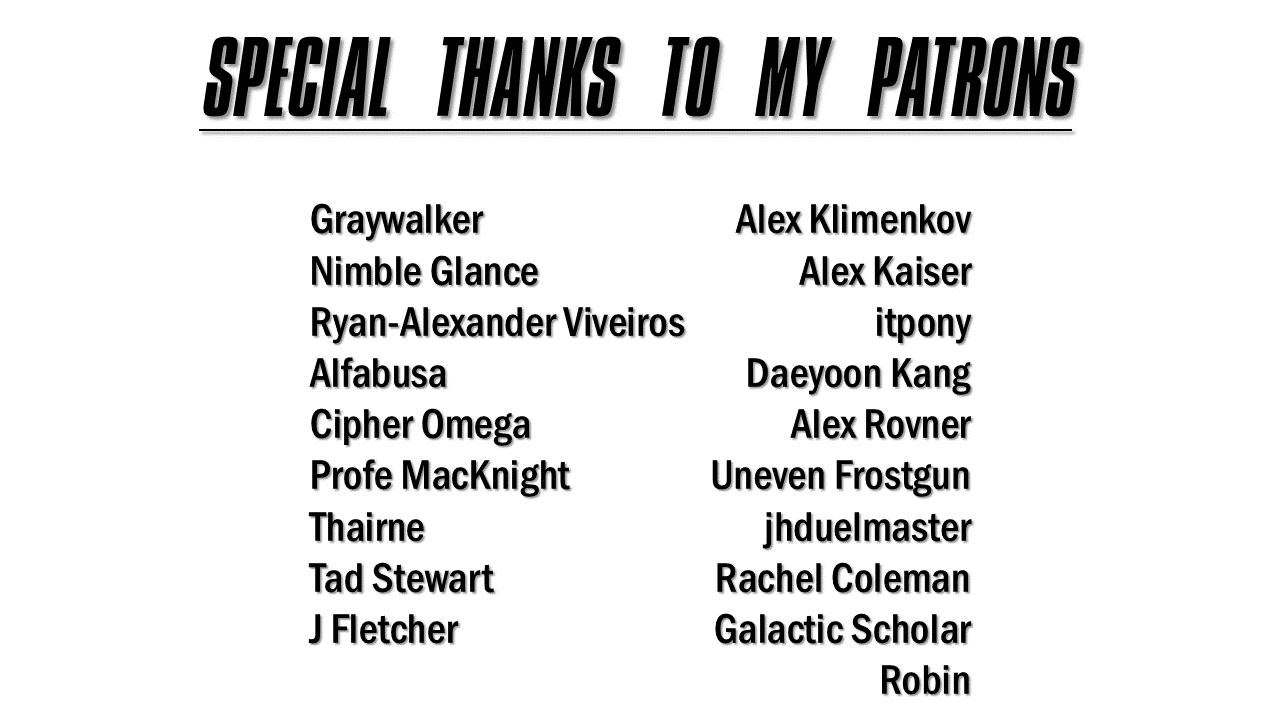 SPECIAL THANKS TO MY PATRONS
Graywalker
Nimble Glance
Ryan-Alexander Viveiros
Alfabusa
Cipher Omega
Profe MacKnight
Thairne
Tad Stewart
J Fletcher
Alex Klimenkov
Alex Kaiser
itpony
Daeyoon Kang
Alex Rovner
Uneven Frostgun
jhduelmaster
Rachel Coleman
Galactic Scholar
Robin